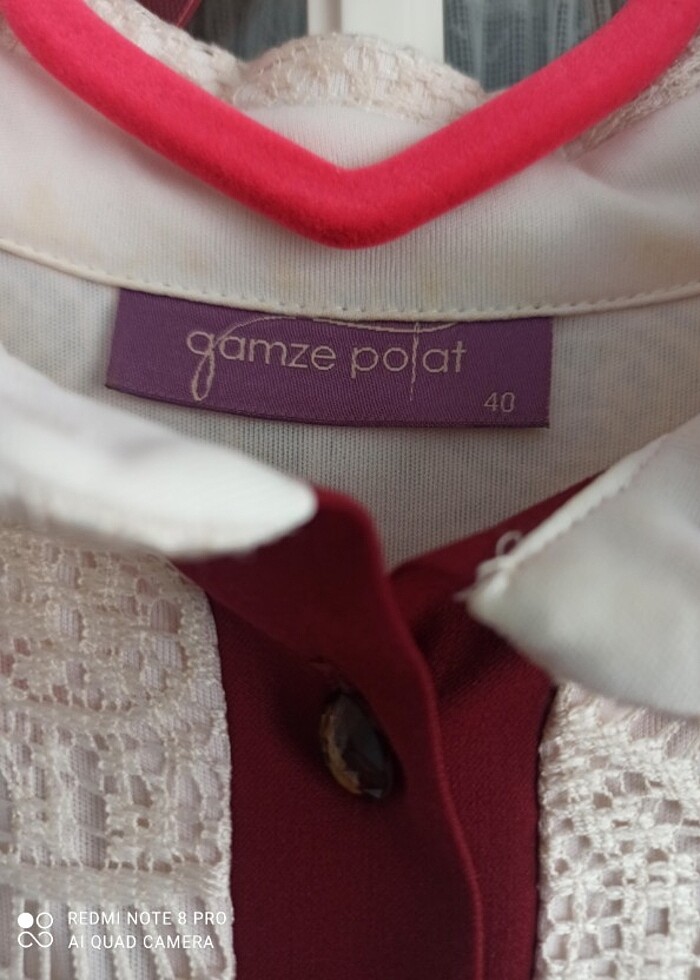 gamze polat
40
REDMI NOTE 8 PRO
AI QUAD CAMERA